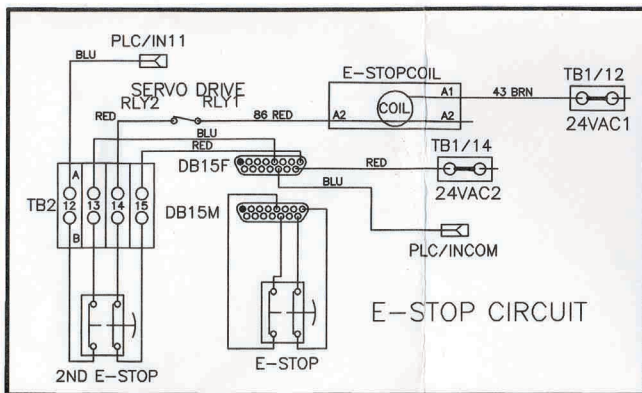 PLC/IN11
BLU
E-STOPCOIL
TB1/12
SERVO DRIVE
RLY2 RLY1
A1
43 BRN
COIL
RED
86 RED
A2
A2
24VAC1
BLU
RED
TB1/14
DB15F
RED
A
BLU
24VAC2
TB2
12 13 14 15
DB15M
B
PLC/INCOM
E-STOP CIRCUIT
E-STOP
2ND E-STOP